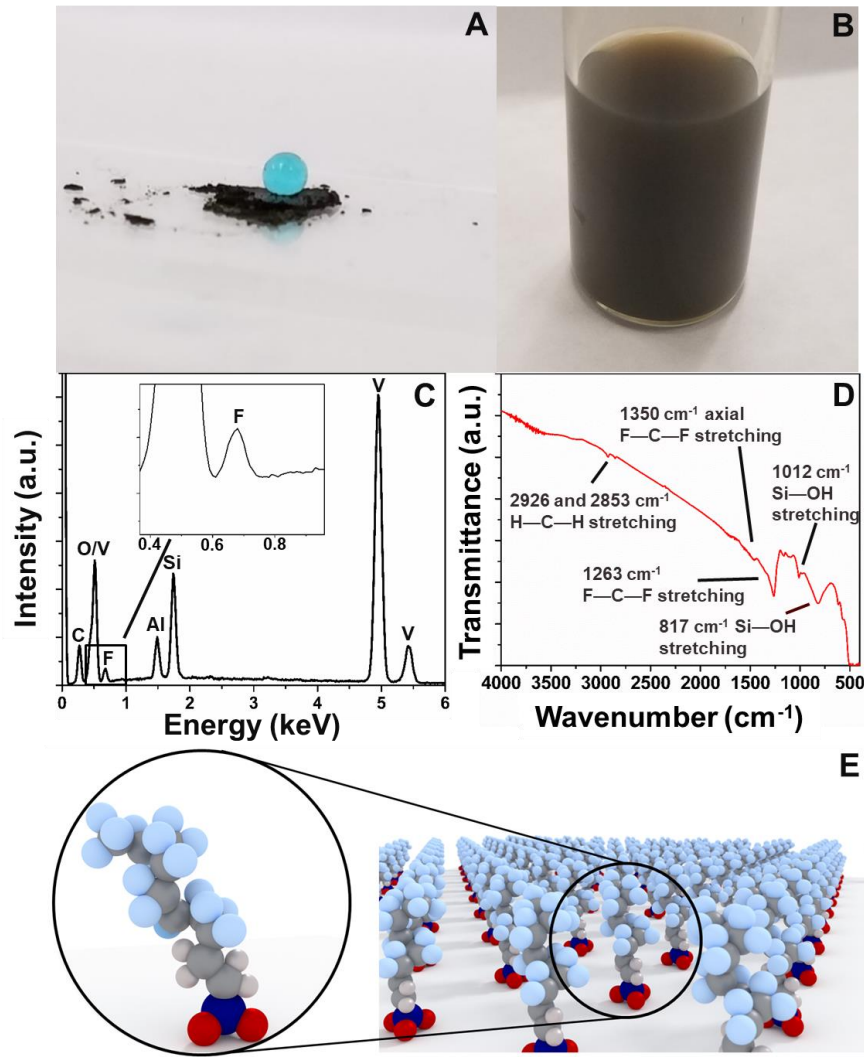 A
B
C
F
0.4
0.6
0.8
O/V
C
F
Al
Si
V
V
0
1
2
3
4
5
6
Energy (keV)
Intensity (a.u.)
D
1350 cm-1 axial
F—C—F stretching
2926 and 2853 cm-1
H—C—H stretching
1012 cm-1
Si—OH
stretching
1263 cm-1
F—C—F stretching
817 cm-1 Si—OH
stretching
4000 3500 3000 2500 2000 1500 1000 500
Wavenumber (cm-1)
Transmittance (a.u.)
E